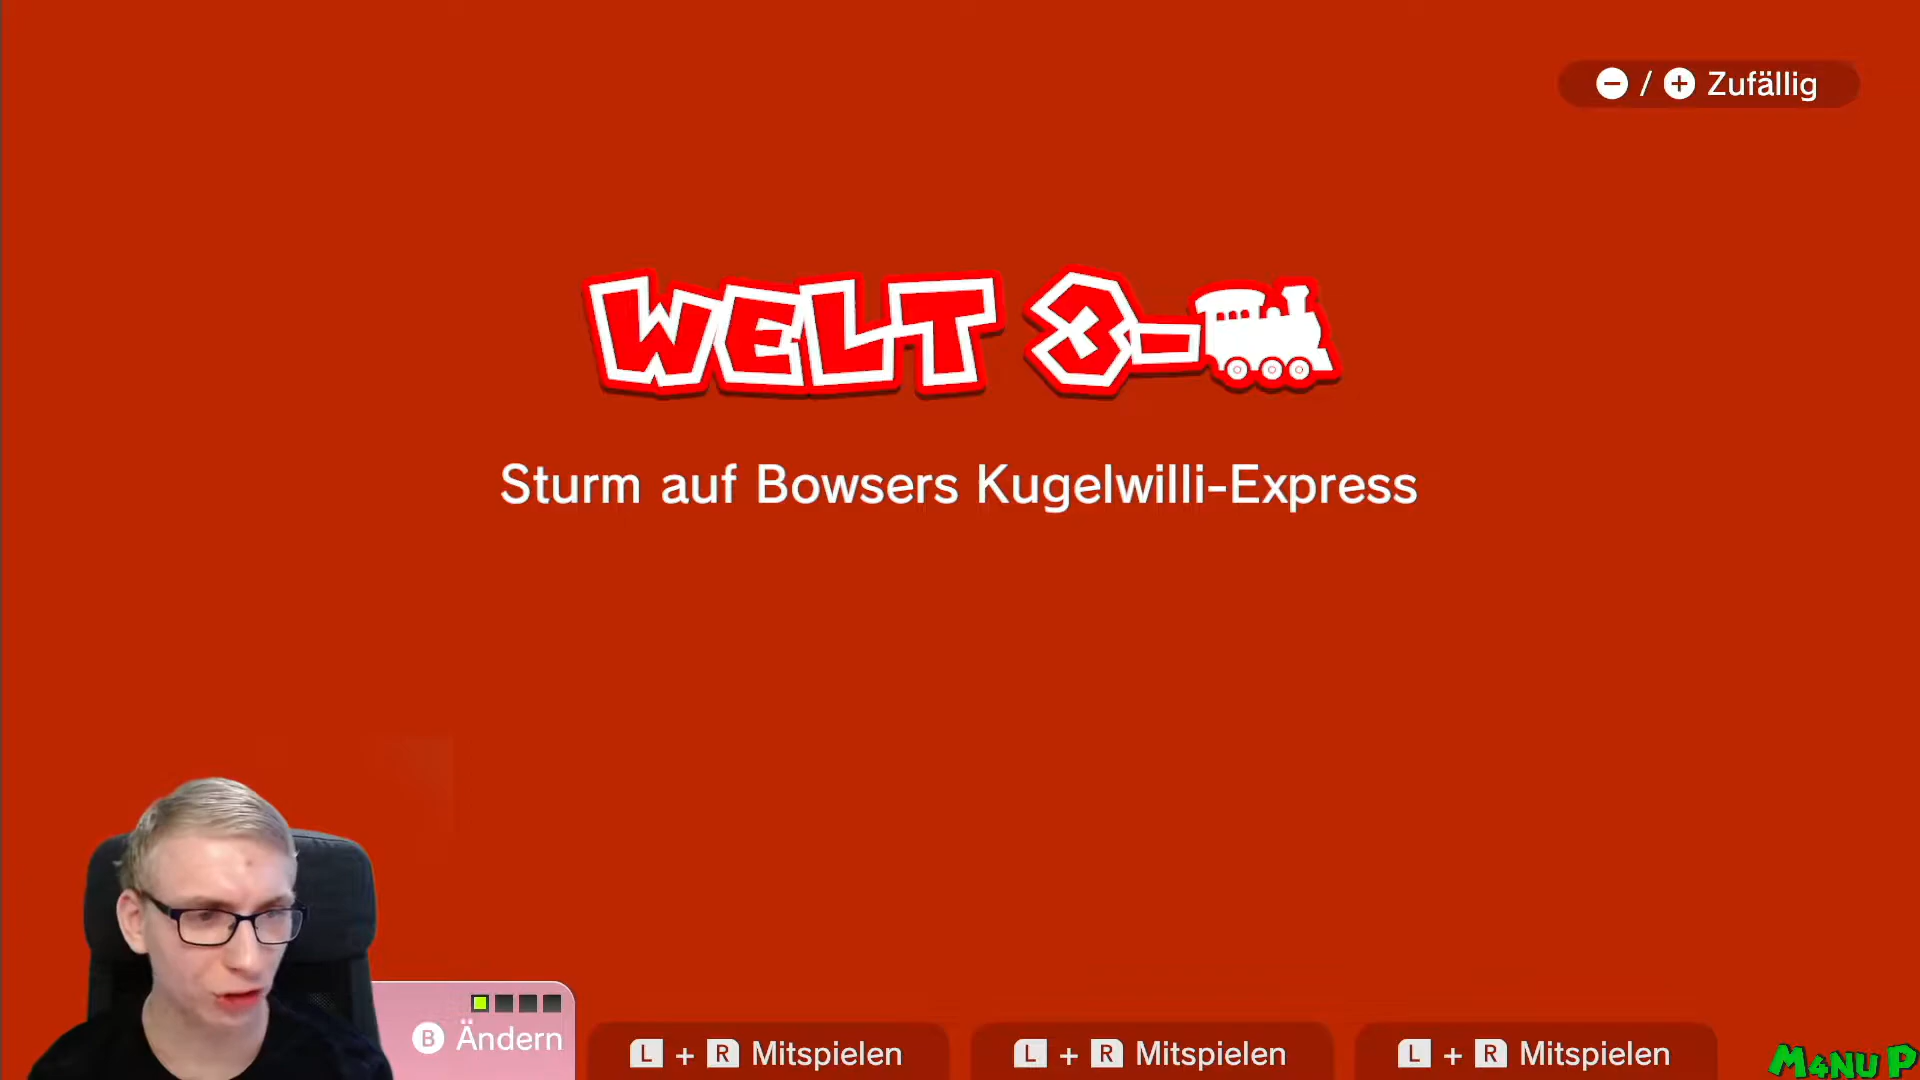 − / + Zufällig
WELT 3-
Sturm auf Bowsers Kugelwilli-Express
B Ändern
L + R Mitspielen
L + R Mitspielen
L + R Mitspielen
M4NU P